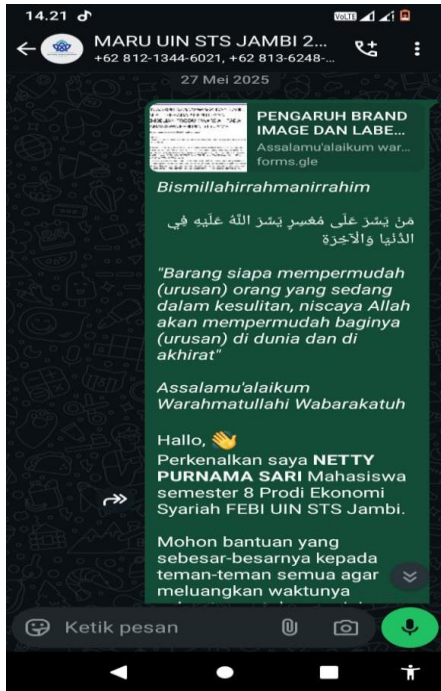 14.21
VoLTE
MARU UIN STS JAMBI 2...
+62 812-1344-6021, +62 813-6248-...
27 Mei 2025
PENGARUH BRAND
IMAGE DAN LABE...
Assalamu'alaikum war...
forms.gle
Bismillahirrahmanirrahim
مَنْ يَسَّرَ عَلَى مُعْسِرٍ يَسَّرَ اللَّهُ عَلَيْهِ فِي
الدُّنْيَا وَالْآخِرَةِ
"Barang siapa mempermudah
(urusan) orang yang sedang
dalam kesulitan, niscaya Allah
akan mempermudah baginya
(urusan) di dunia dan di
akhirat"
Assalamu'alaikum
Warahmatullahi Wabarakatuh
Hallo, 👋
Perkenalkan saya NETTY
PURNAMA SARI Mahasiswa
semester 8 Prodi Ekonomi
Syariah FEBI UIN STS Jambi.
Mohon bantuan yang
sebesar-besarnya kepada
teman-teman semua agar
meluangkan waktunya
Ketik pesan